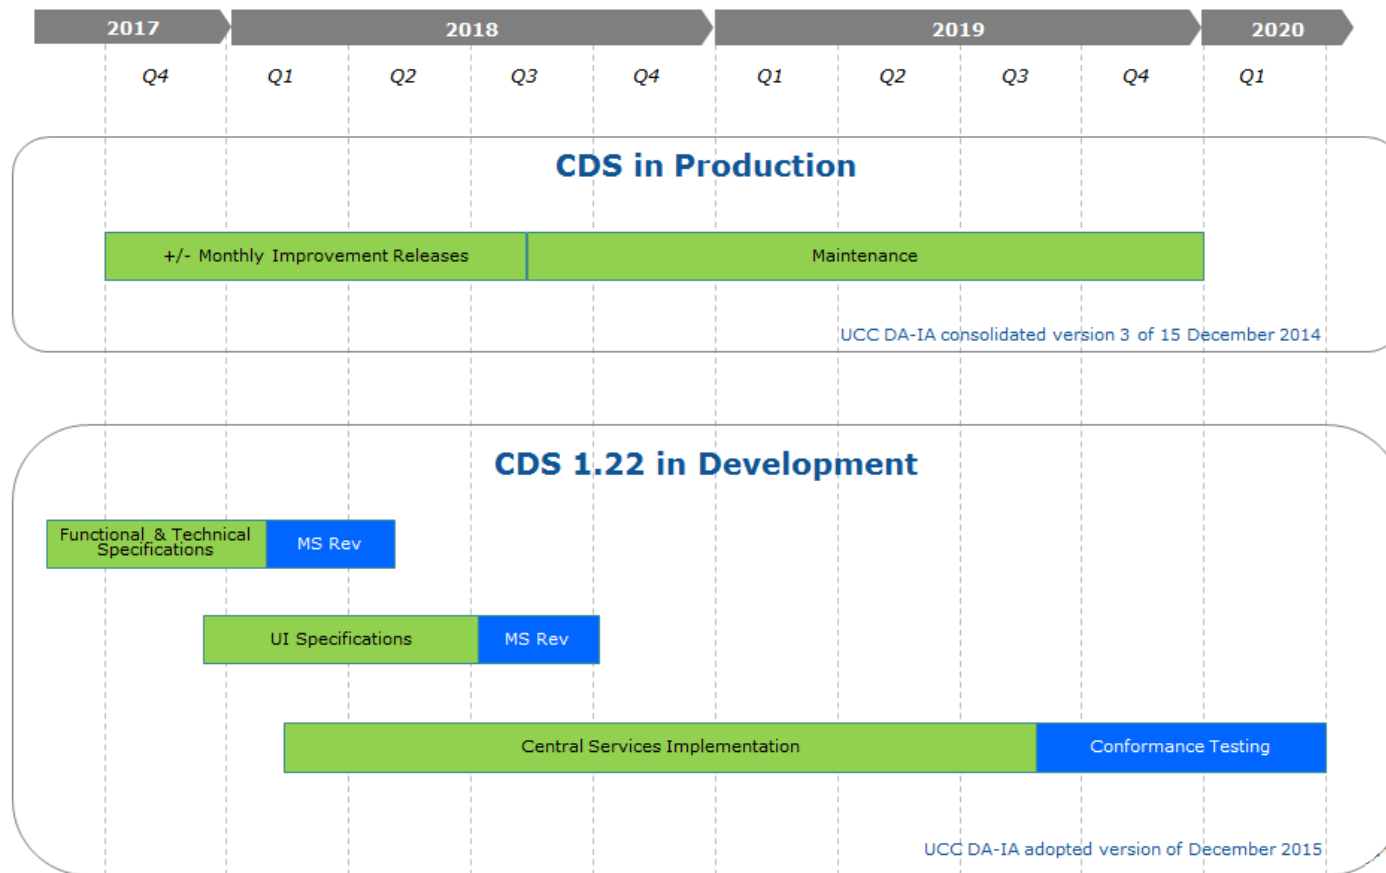 2017 2018 2019 2020
Q4 Q1 Q2 Q3 Q4 Q1 Q2 Q3 Q4 Q1
CDS in Production
+/- Monthly Improvement Releases Maintenance
UCC DA-IA consolidated version 3 of 15 December 2014
CDS 1.22 in Development
Functional & Technical
Specifications
MS Rev
UI Specifications MS Rev
Central Services Implementation Conformance Testing
UCC DA-IA adopted version of December 2015